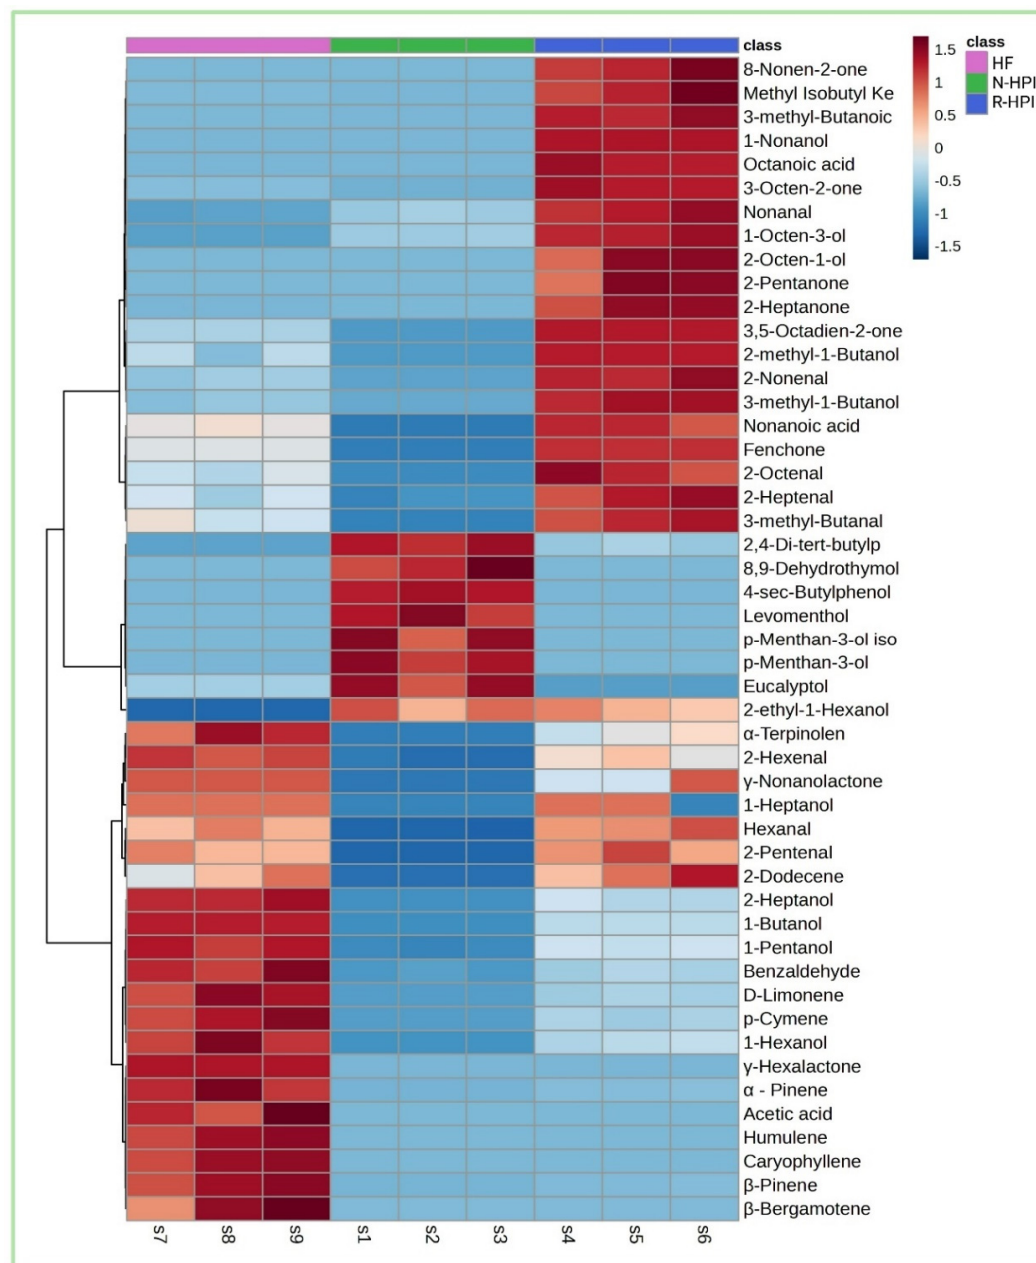 class
8-Nonen-2-one
Methyl Isobutyl Ke
3-methyl-Butanoic
1-Nonanol
Octanoic acid
3-Octen-2-one
Nonanal
1-Octen-3-ol
2-Octen-1-ol
2-Pentanone
2-Heptanone
3,5-Octadien-2-one
2-methyl-1-Butanol
2-Nonenal
3-methyl-1-Butanol
Nonanoic acid
Fenchone
2-Octenal
2-Heptenal
3-methyl-Butanal
2,4-Di-tert-butylp
8,9-Dehydrothymol
4-sec-Butylphenol
Levomenthol
p-Menthan-3-ol iso
p-Menthan-3-ol
Eucalyptol
2-ethyl-1-Hexanol
α-Terpinolen
2-Hexenal
γ-Nonanolactone
1-Heptanol
Hexanal
2-Pentenal
2-Dodecene
2-Heptanol
1-Butanol
1-Pentanol
Benzaldehyde
D-Limonene
p-Cymene
1-Hexanol
γ-Hexalactone
α - Pinene
Acetic acid
Humulene
Caryophyllene
β-Pinene
β-Bergamotene
s7 s8 s9 s1 s2 s3 s4 s5 s6
1.5
1
0.5
0
-0.5
-1
-1.5
class
HF
N-HPI
R-HPI